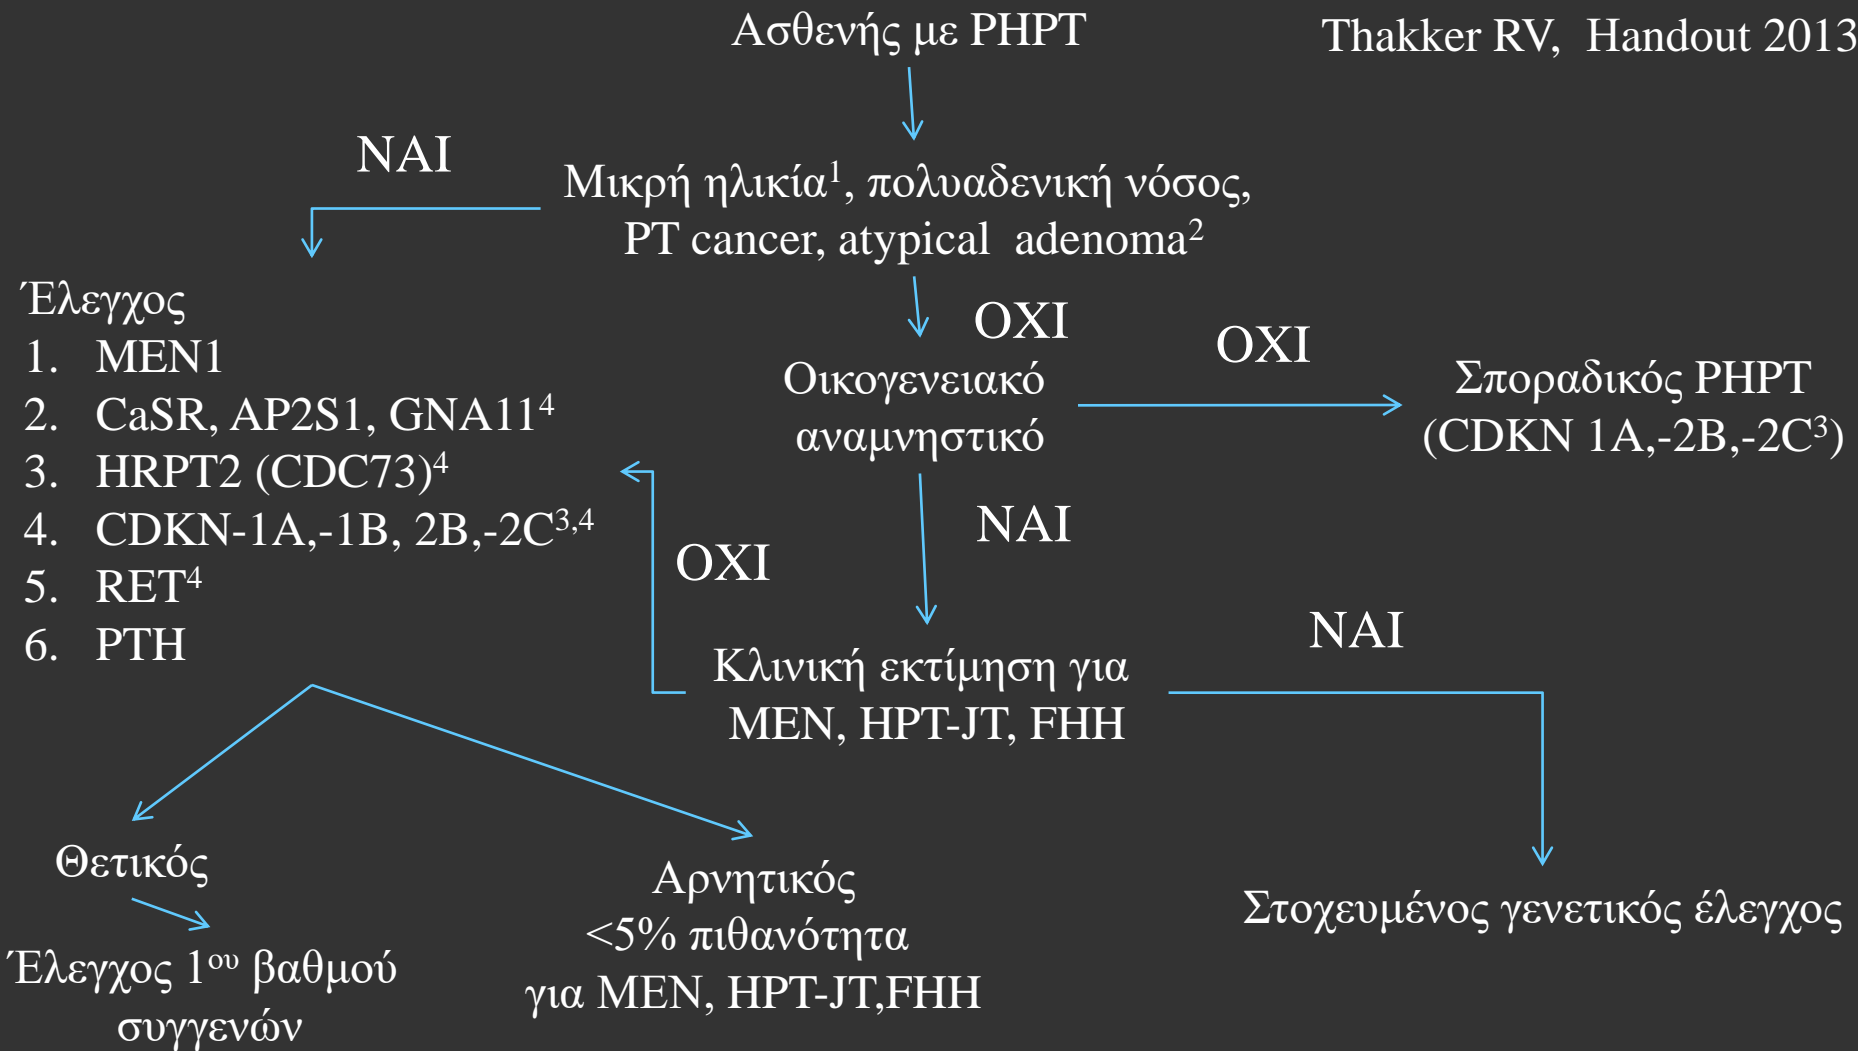 Ασθενής με PHPT
Thakker RV, Handout 2013
ΝΑΙ
Μικρή ηλικία¹, πολυαδενική νόσος,
PT cancer, atypical adenoma²
Έλεγχος
1. MEN1
2. CaSR, AP2S1, GNA11⁴
3. HRPT2 (CDC73)⁴
4. CDKN-1A,-1B, 2B,-2C³,⁴
5. RET⁴
6. PTH
ΟΧΙ
Οικογενειακό
αναμνηστικό
ΟΧΙ
Σποραδικός PHPT
(CDKN 1A,-2B,-2C³)
ΝΑΙ
ΟΧΙ
Κλινική εκτίμηση για
MEN, HPT-JT, FHH
ΝΑΙ
Θετικός
Έλεγχος 1ου βαθμού
συγγενών
Αρνητικός
<5% πιθανότητα
για MEN, HPT-JT,FHH
Στοχευμένος γενετικός έλεγχος